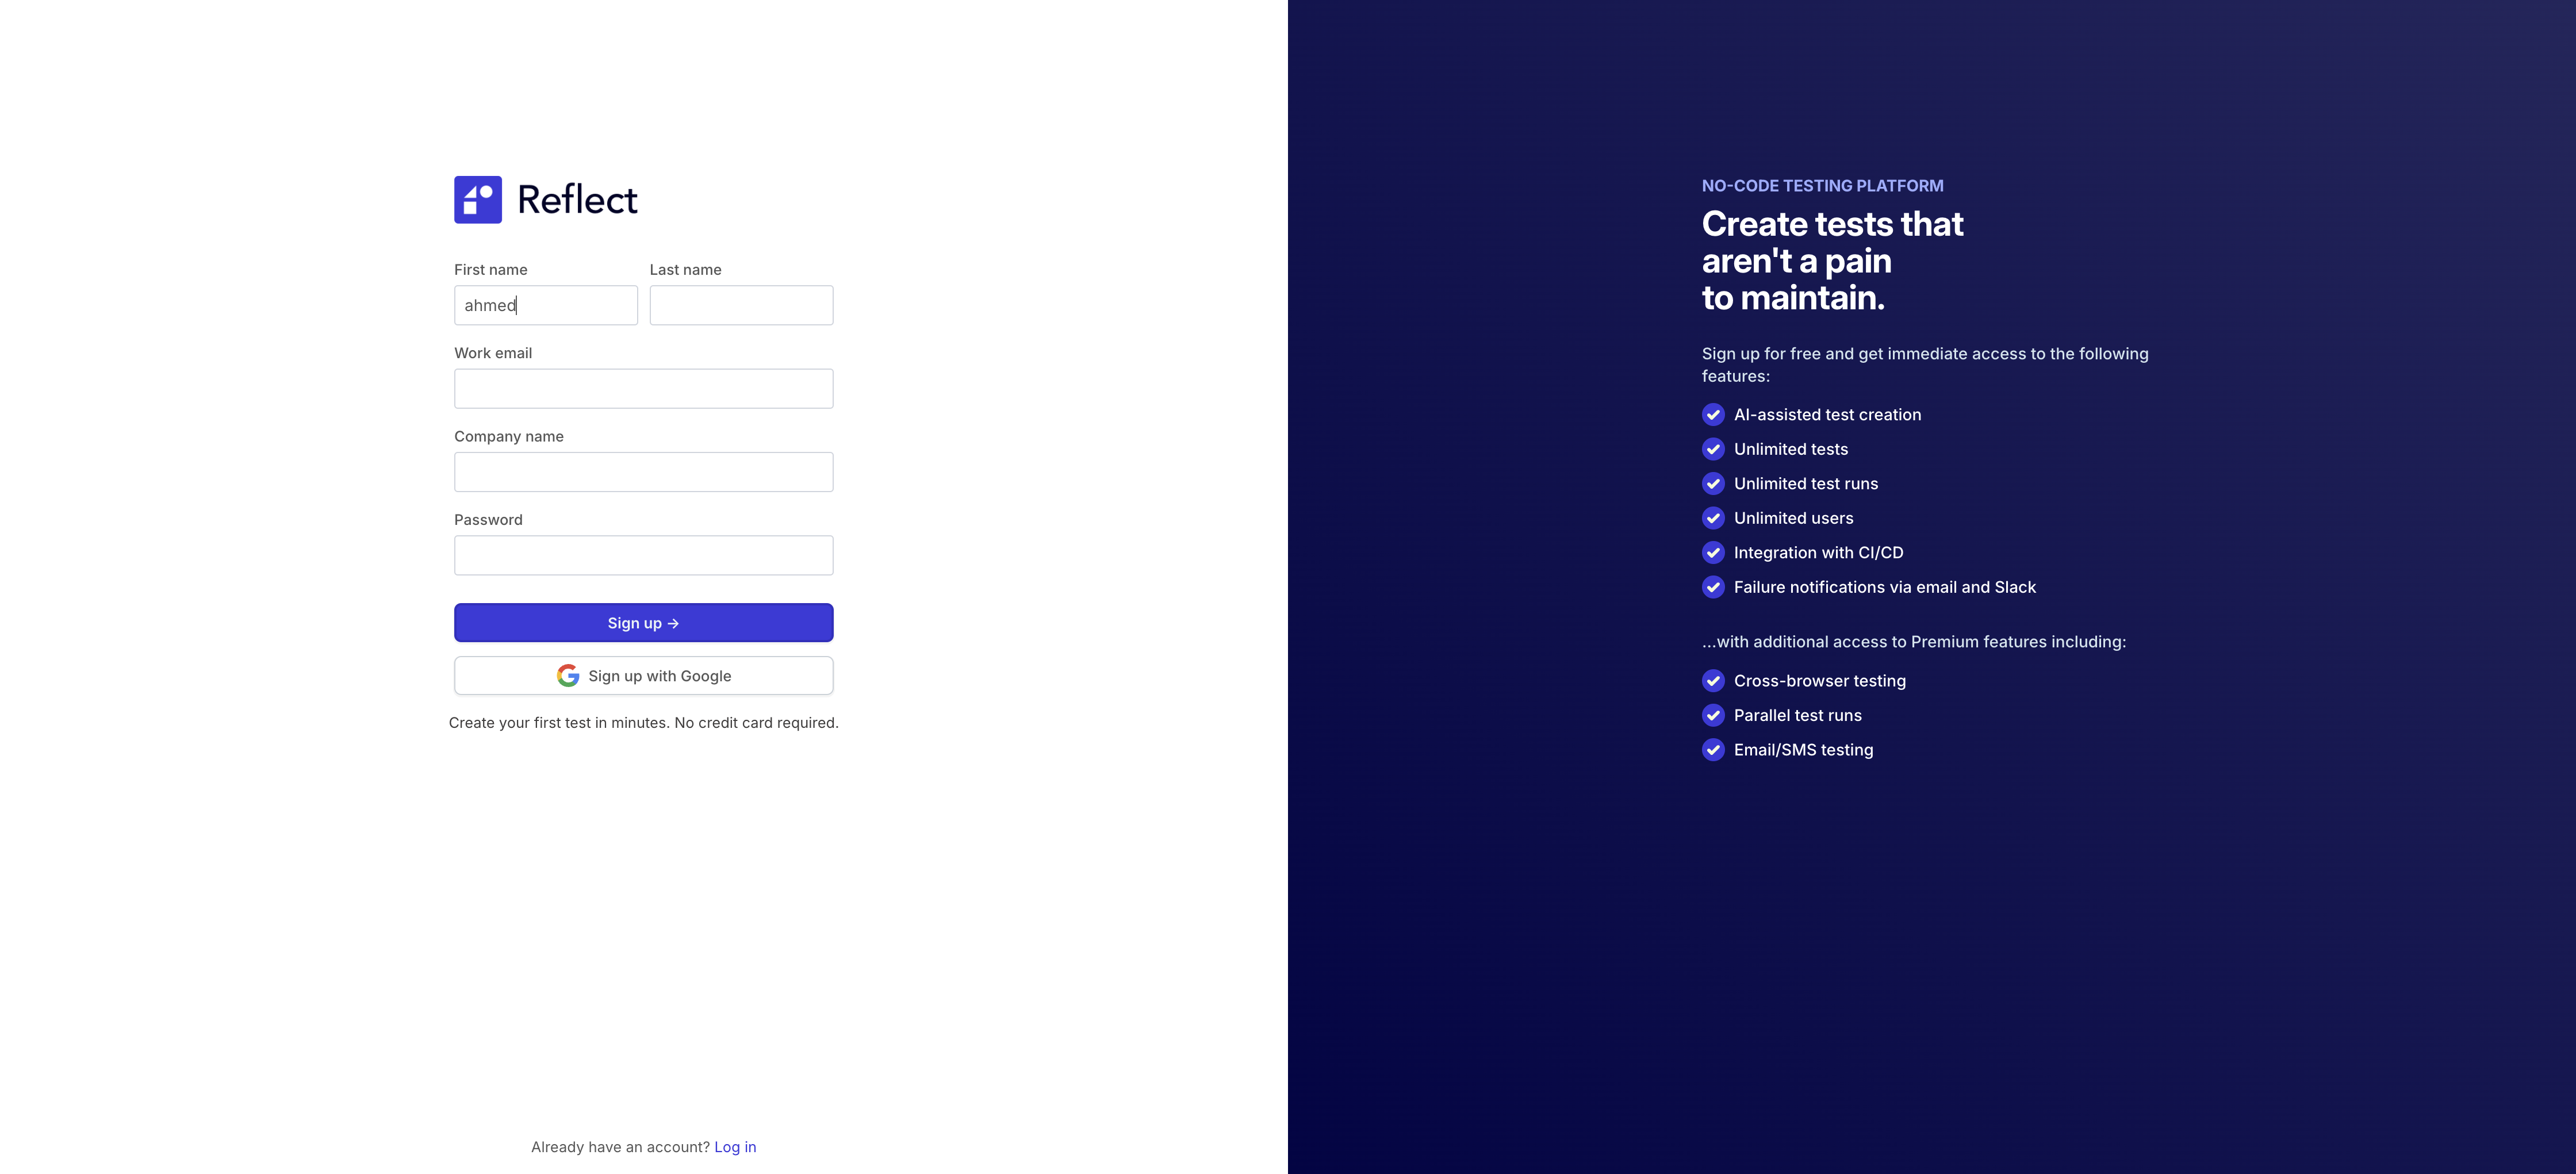 Reflect
First name
Last name
ahmed
Work email
Company name
Password
Sign up →
Sign up with Google
Create your first test in minutes. No credit card required.
Already have an account? Log in
NO-CODE TESTING PLATFORM
Create tests that
aren't a pain
to maintain.
Sign up for free and get immediate access to the following
features:
AI-assisted test creation
Unlimited tests
Unlimited test runs
Unlimited users
Integration with CI/CD
Failure notifications via email and Slack
...with additional access to Premium features including:
Cross-browser testing
Parallel test runs
Email/SMS testing